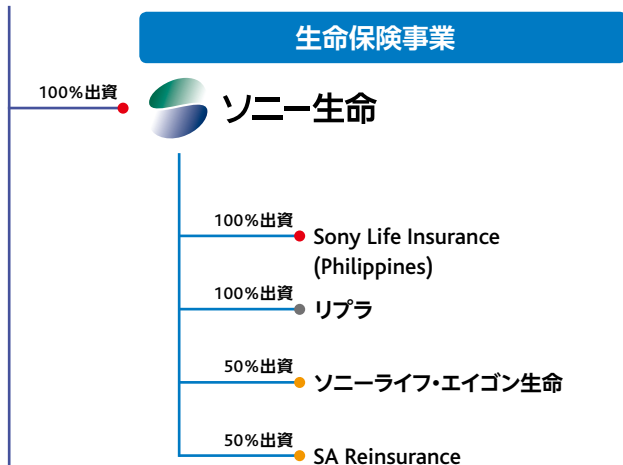 生命保険事業
100%出資
ソニー生命
100%出資
Sony Life Insurance
(Philippines)
100%出資
リプラ
50%出資
ソニーライフ・エイゴン生命
50%出資
SA Reinsurance